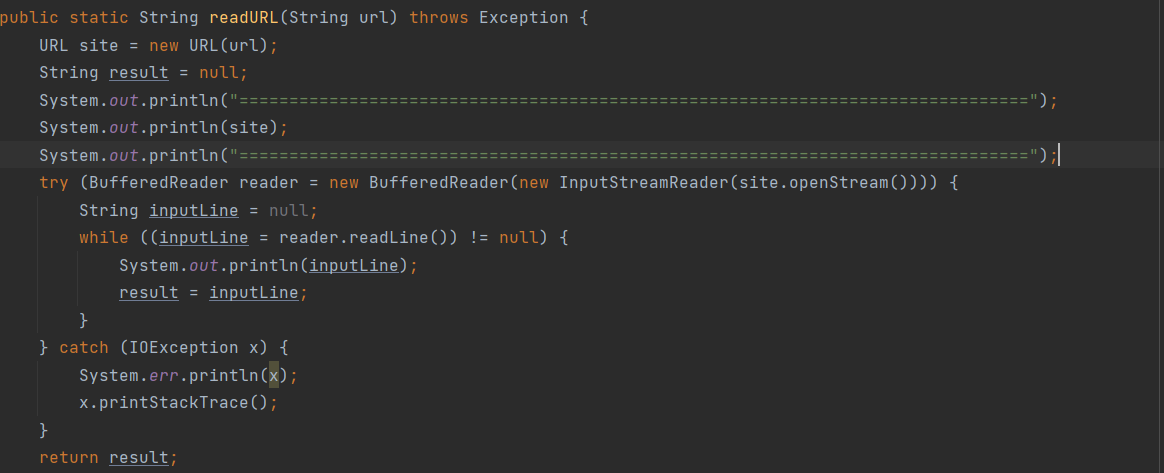 public static String readURL(String url) throws Exception {
    URL site = new URL(url);
    String result = null;
    System.out.println("===============================================================================");
    System.out.println(site);
    System.out.println("===============================================================================");
    try (BufferedReader reader = new BufferedReader(new InputStreamReader(site.openStream()))) {
        String inputLine = null;
        while ((inputLine = reader.readLine()) != null) {
            System.out.println(inputLine);
            result = inputLine;
        }
    } catch (IOException x) {
        System.err.println(x);
        x.printStackTrace();
    }
    return result;